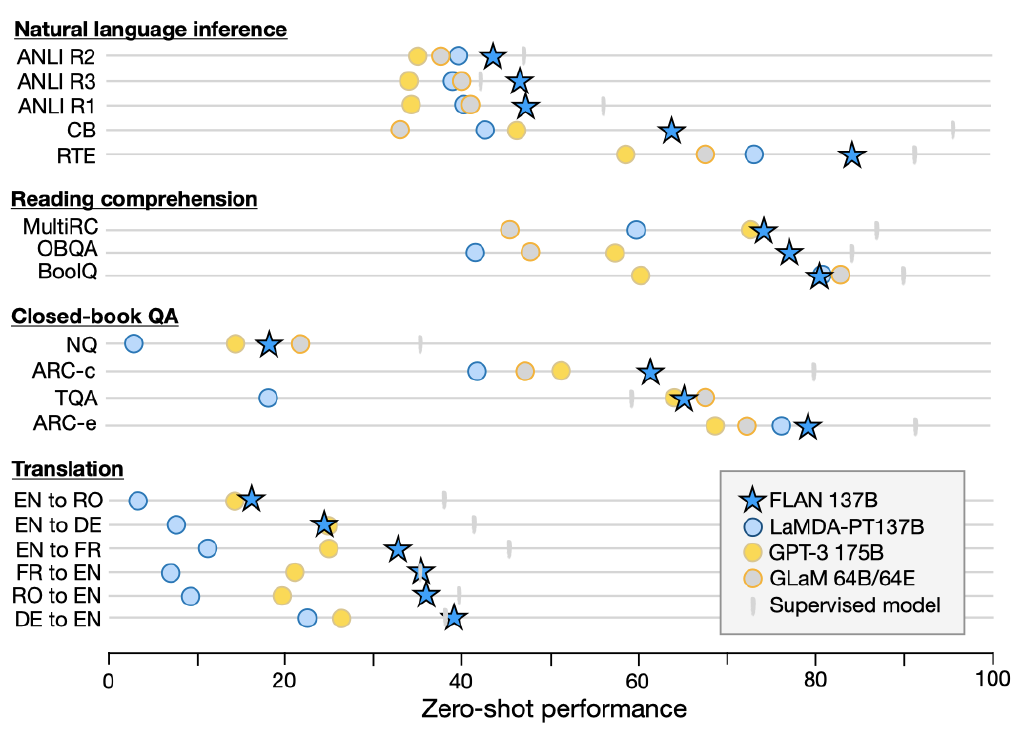 Natural language inference
ANLI R2
ANLI R3
ANLI R1
CB
RTE
Reading comprehension
MultiRC
OBQA
BoolQ
Closed-book QA
NQ
ARC-c
TQA
ARC-e
Translation
EN to RO
EN to DE
EN to FR
FR to EN
RO to EN
DE to EN
FLAN 137B
LaMDA-PT137B
GPT-3 175B
GLaM 64B/64E
Supervised model
0 20 40 60 80 100
Zero-shot performance